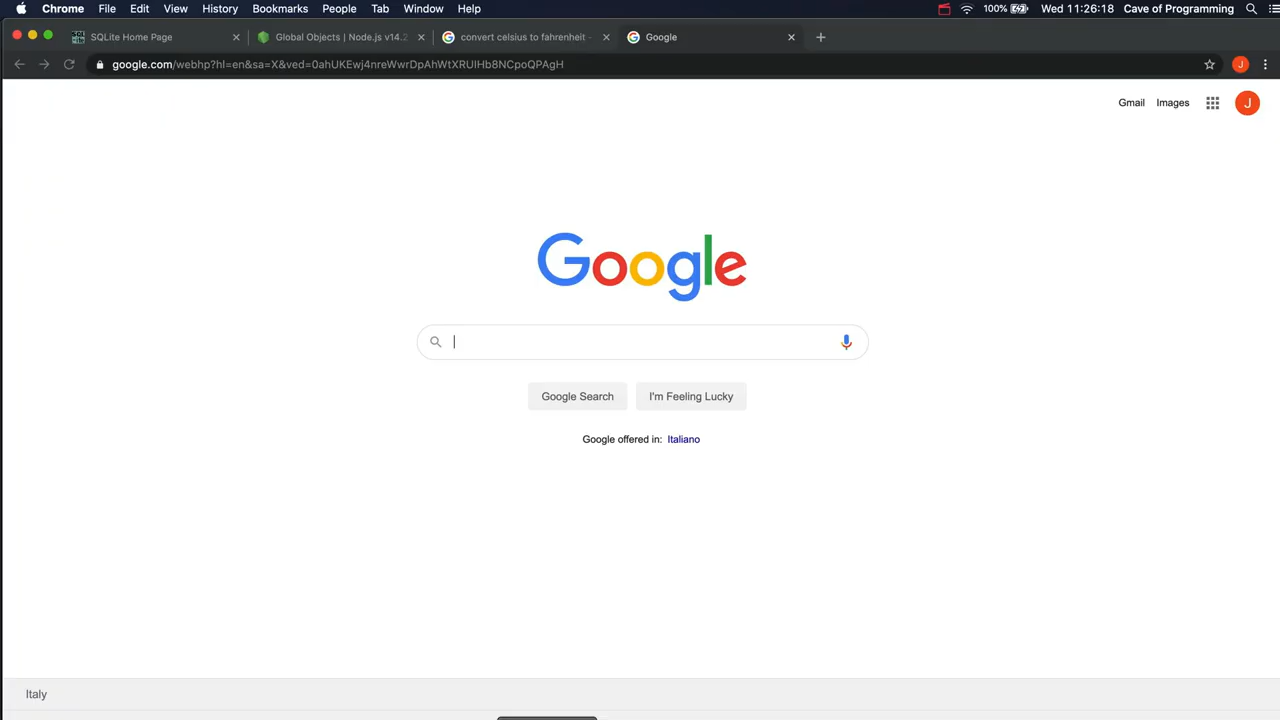 Chrome File Edit View History Bookmarks People Tab Window Help 100% Wed 11:26:18 Cave of Programming
SQLite Home Page Global Objects | Node.js v14.2 convert celsius to fahrenheit - Google
google.com/webhp?hl=en&sa=X&ved=0ahUKEwj4nreWwrDpAhWtXRUIHb8NCpoQPAgH J
Gmail Images J
Google
Google Search I'm Feeling Lucky
Google offered in: Italiano
Italy